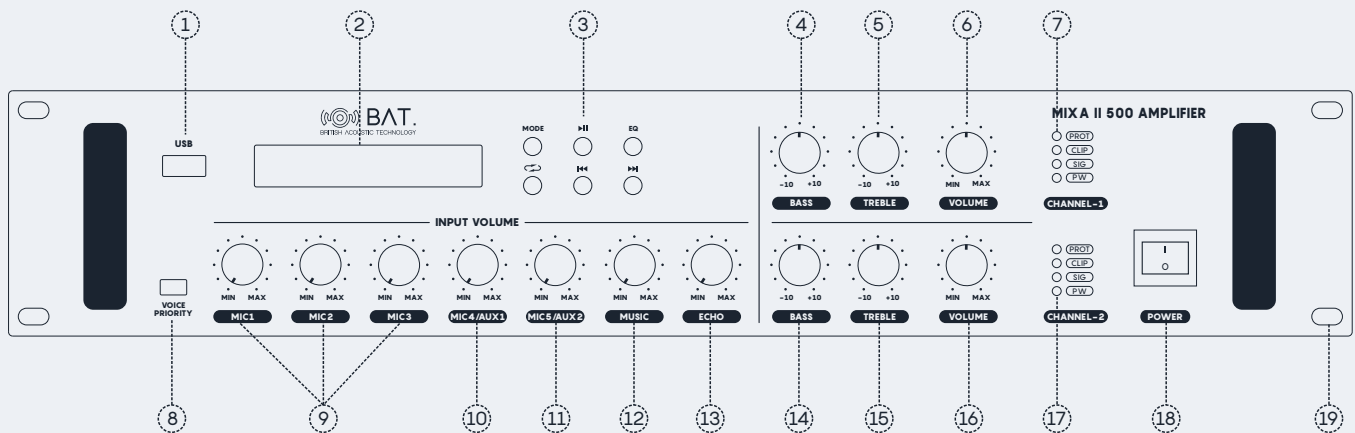 1 2 3 4 5 6 7
BAT.
BRITISH ACOUSTIC TECHNOLOGY
MIXA II 500 AMPLIFIER
USB
MODE EQ
PROT
CLIP
SIG
PW
-10 +10 -10 +10 MIN MAX
BASS TREBLE VOLUME CHANNEL-1
INPUT VOLUME
PROT
CLIP
SIG
PW
I
O
VOICE
PRIORITY
MIN MAX MIN MAX MIN MAX MIN MAX MIN MAX MIN MAX MIN MAX -10 +10 -10 +10 MIN MAX
MIC1 MIC2 MIC3 MIC4/AUX1 MIC5/AUX2 MUSIC ECHO BASS TREBLE VOLUME CHANNEL-2 POWER
8 9 10 11 12 13 14 15 16 17 18 19